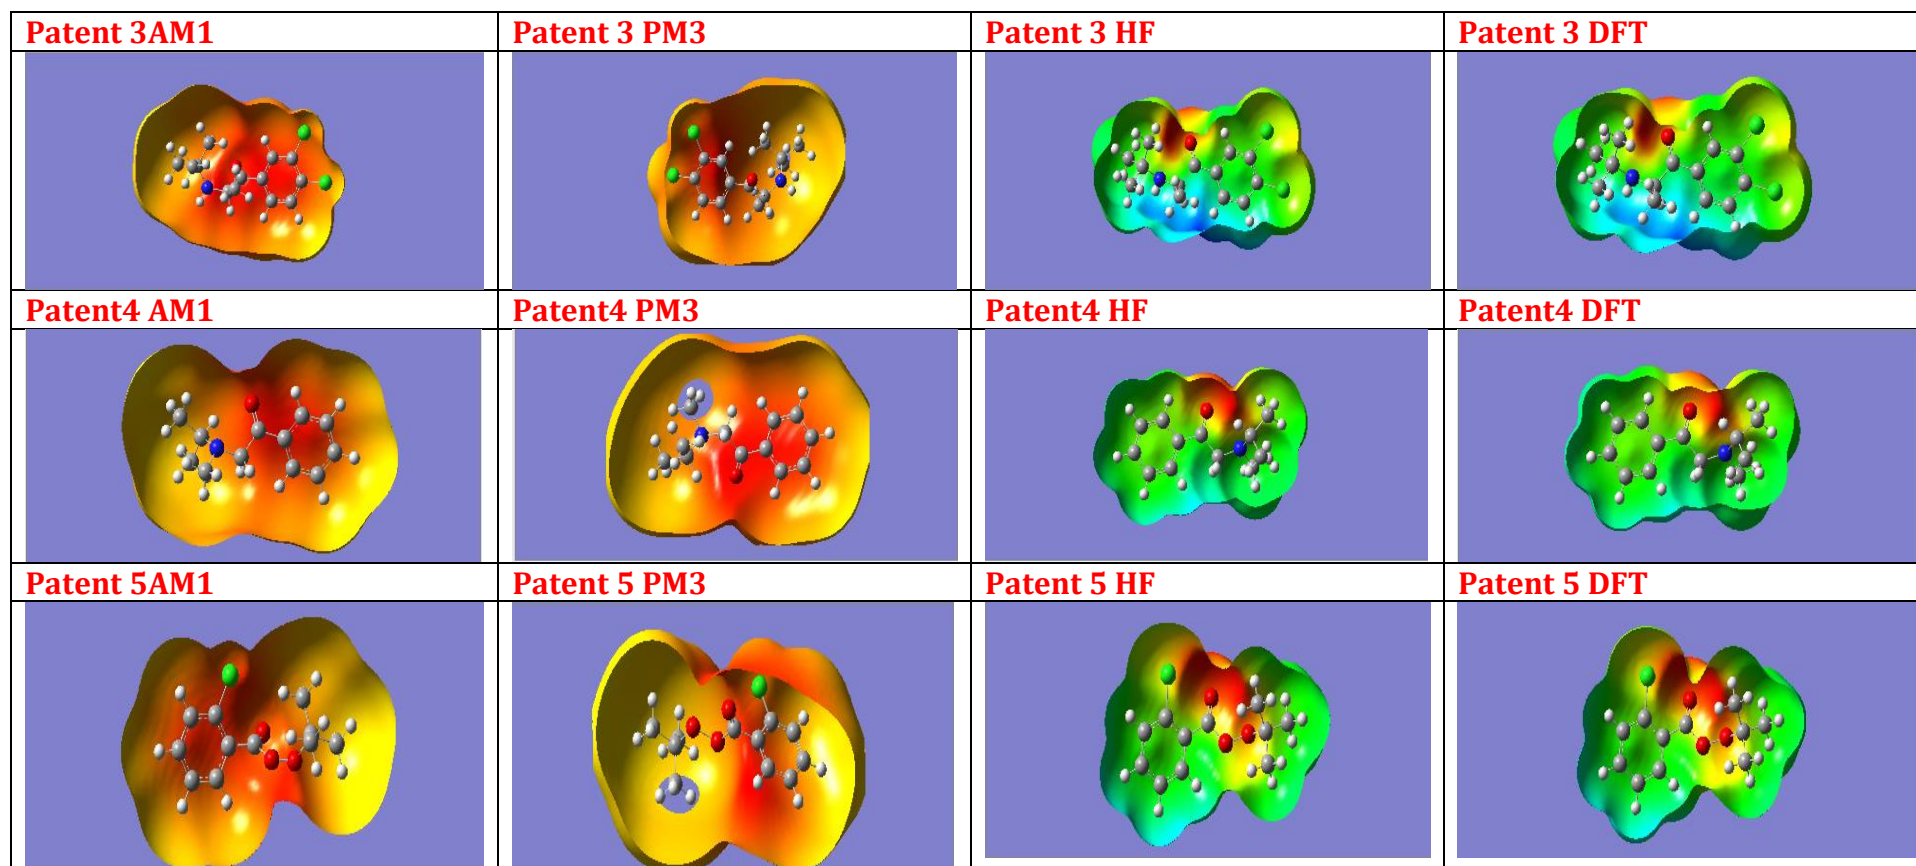 Patent 3AM1
Patent 3 PM3
Patent 3 HF
Patent 3 DFT
Patent4 AM1
Patent4 PM3
Patent4 HF
Patent4 DFT
Patent 5AM1
Patent 5 PM3
Patent 5 HF
Patent 5 DFT